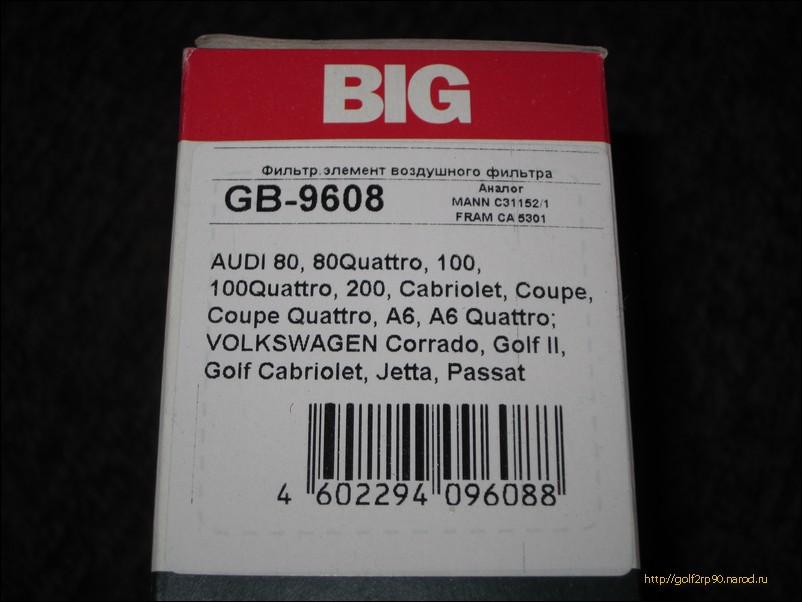 BIG
Фильтр.элемент воздушного фильтра
GB-9608
Аналог
MANN C31152/1
FRAM CA 5301
AUDI 80, 80Quattro, 100,
100Quattro, 200, Cabriolet, Coupe,
Coupe Quattro, A6, A6 Quattro;
VOLKSWAGEN Corrado, Golf II,
Golf Cabriolet, Jetta, Passat
4 602294 096088
http://golf2rp90.narod.ru